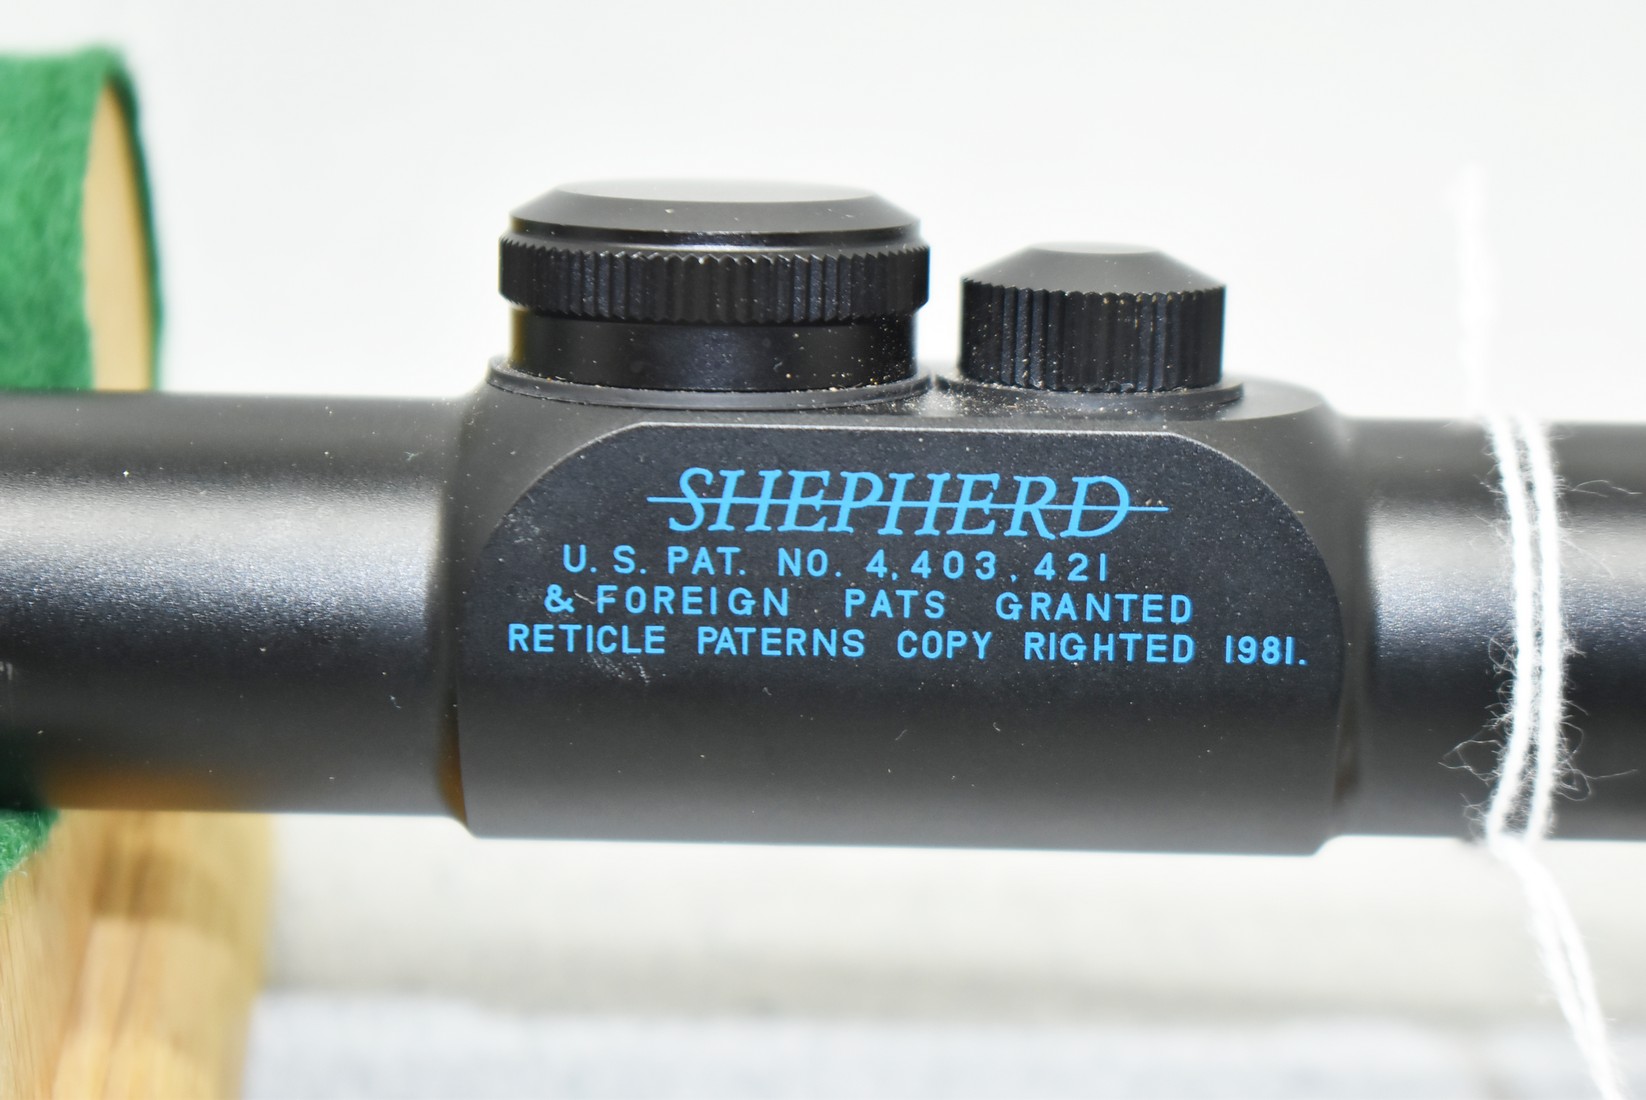 SHEPHERD
U.S. PAT. NO. 4,403,421
& FOREIGN PATS GRANTED
RETICLE PATERNS COPY RIGHTED 1981.